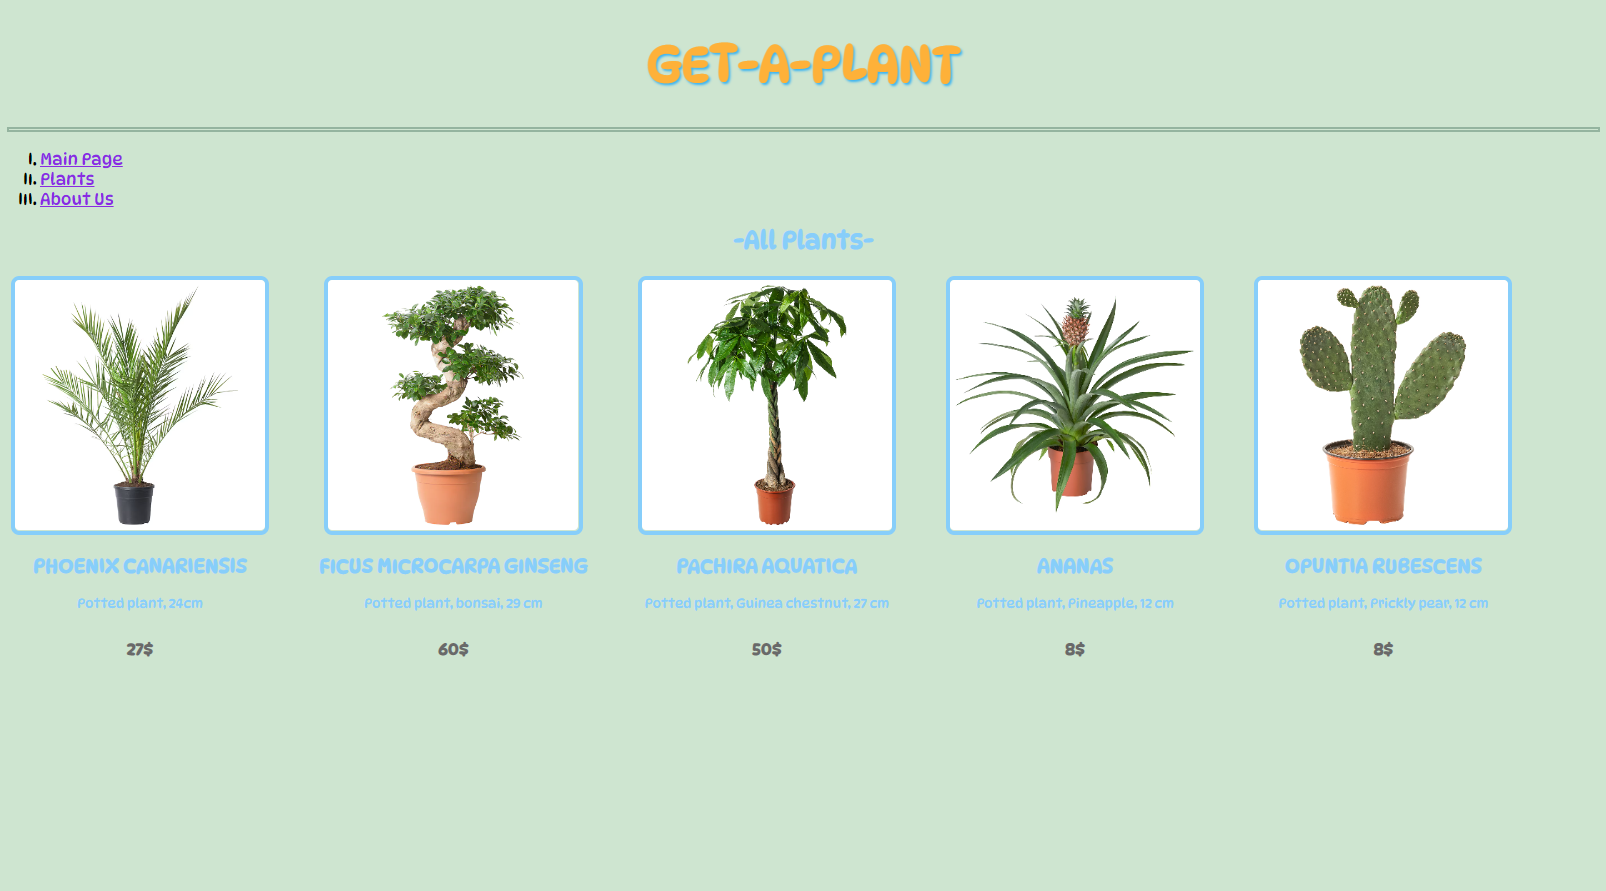 GET-A-PLANT
I. Main Page
II. Plants
III. About Us
-All Plants-
PHOENIX CANARIENSIS
Potted plant, 24cm
27$
FICUS MICROCARPA GINSENG
Potted plant, bonsai, 29 cm
60$
PACHIRA AQUATICA
Potted plant, Guinea chestnut, 27 cm
50$
ANANAS
Potted plant, Pineapple, 12 cm
8$
OPUNTIA RUBESCENS
Potted plant, Prickly pear, 12 cm
8$